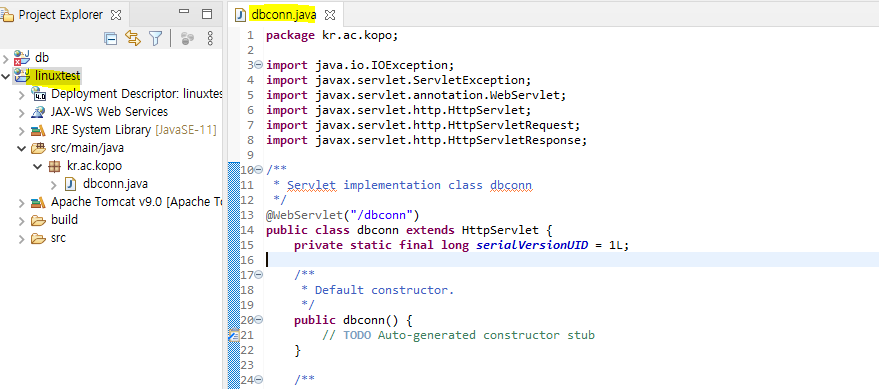 Project Explorer
db
linuxtest
Deployment Descriptor: linuxtes
JAX-WS Web Services
JRE System Library [JavaSE-11]
src/main/java
kr.ac.kopo
dbconn.java
Apache Tomcat v9.0 [Apache To
build
src
dbconn.java
1 package kr.ac.kopo;
2
3 import java.io.IOException;
4 import javax.servlet.ServletException;
5 import javax.servlet.annotation.WebServlet;
6 import javax.servlet.http.HttpServlet;
7 import javax.servlet.http.HttpServletRequest;
8 import javax.servlet.http.HttpServletResponse;
9
10 /**
11 * Servlet implementation class dbconn
12 */
13 @WebServlet("/dbconn")
14 public class dbconn extends HttpServlet {
15 private static final long serialVersionUID = 1L;
16
17 /**
18 * Default constructor.
19 */
20 public dbconn() {
21 // TODO Auto-generated constructor stub
22 }
23
24 /**